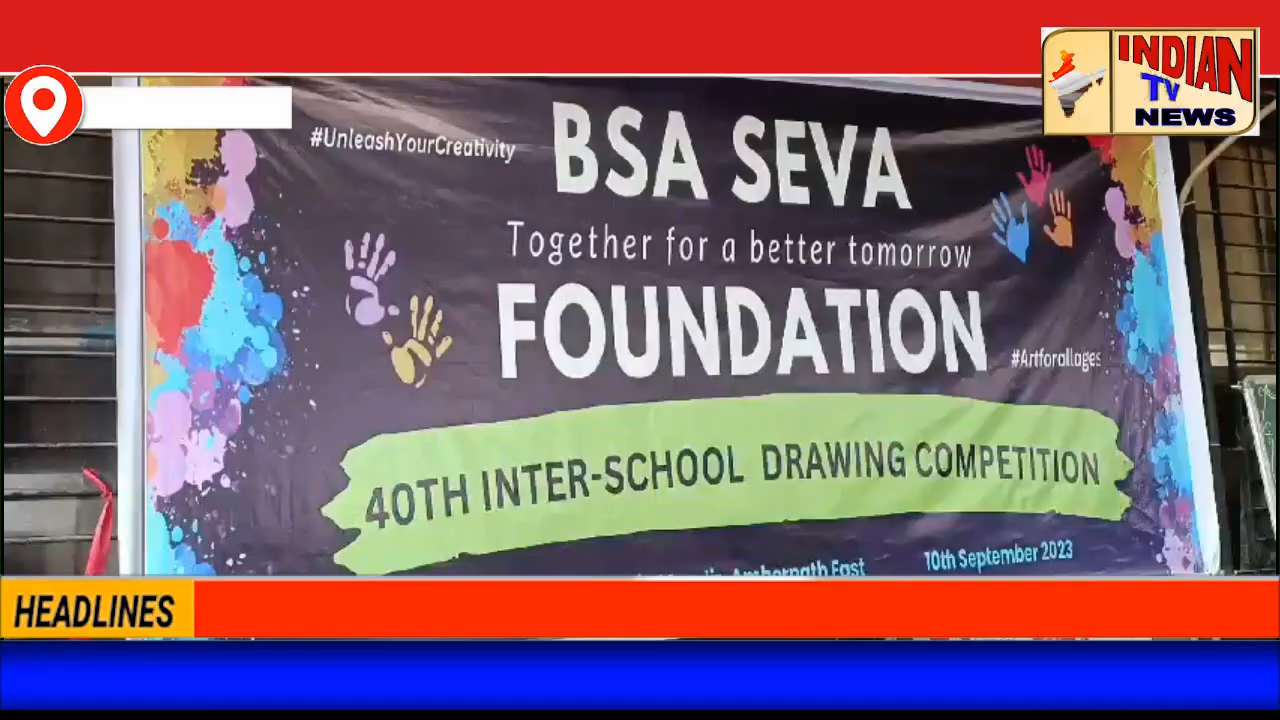 INDIAN
TV
NEWS
#UnleashYourCreativity
BSA SEVA
Together for a better tomorrow
FOUNDATION
#Artforallages
40TH INTER-SCHOOL DRAWING COMPETITION
Ambernath East
10th September 2023
HEADLINES